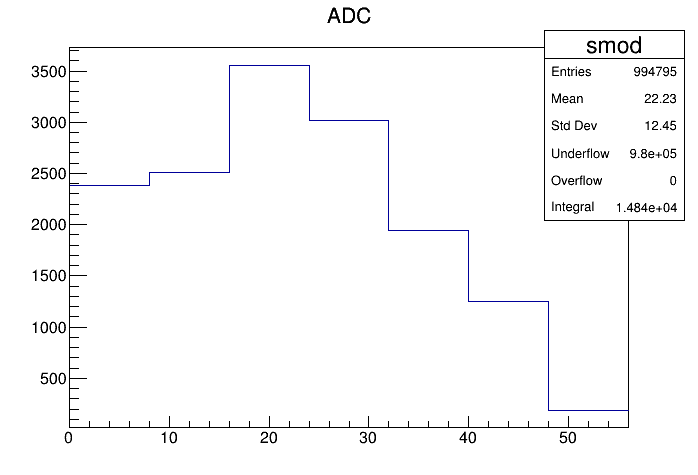 ADC
smod
Entries 994795
Mean 22.23
Std Dev 12.45
Underflow 9.8e+05
Overflow 0
Integral 1.484e+04
3500
3000
2500
2000
1500
1000
500
0 10 20 30 40 50